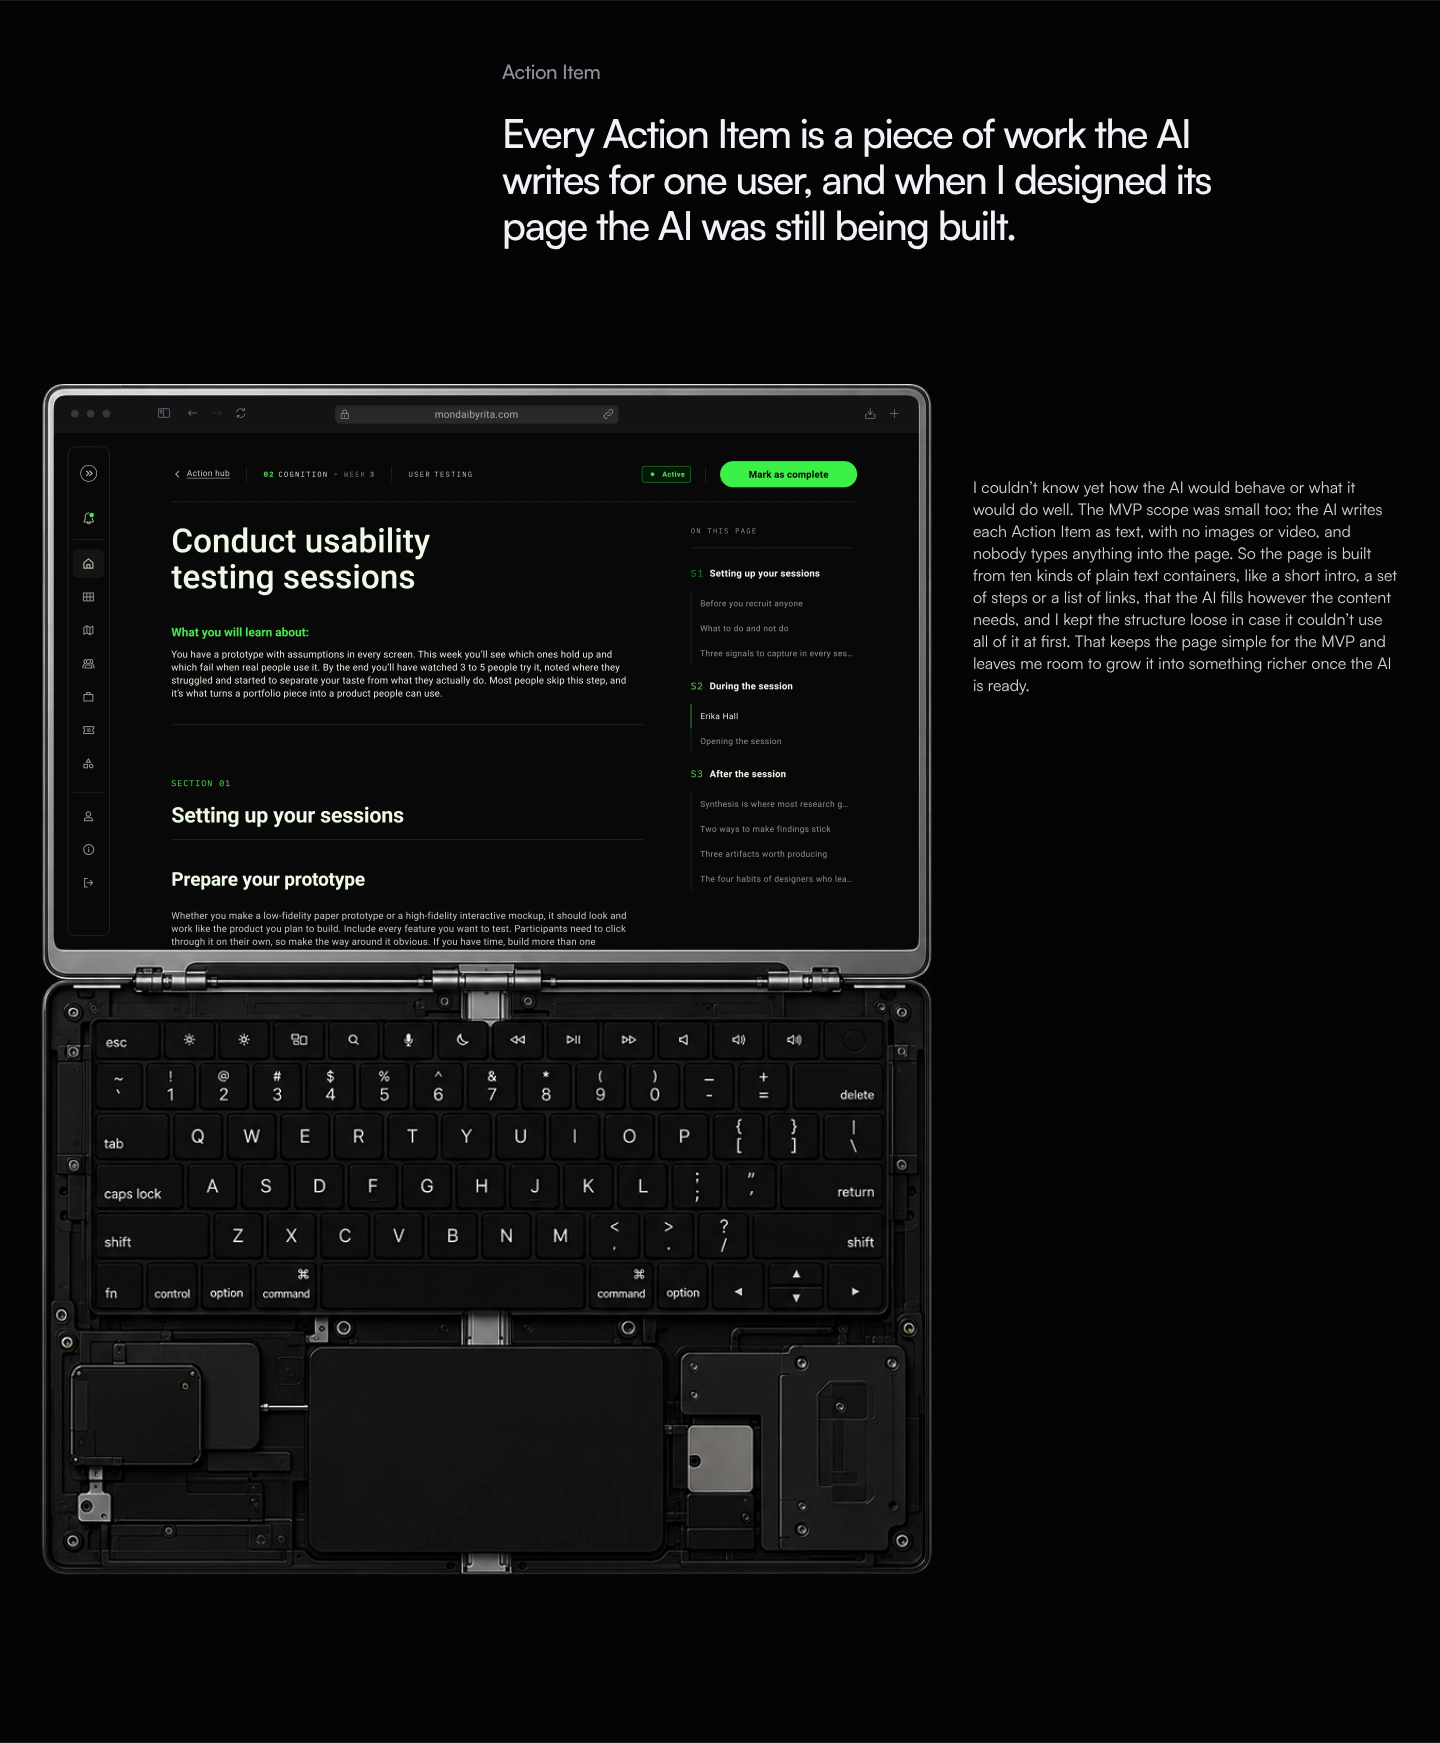 Action Item
Every Action Item is a piece of work the AI
writes for one user, and when I designed its
page the AI was still being built.
mondaibyrita.com
Action hub
02 COGNITION • WEEK 3
USER TESTING
Active
Mark as complete
Conduct usability
testing sessions
What you will learn about:
You have a prototype with assumptions in every screen. This week you'll see which ones hold up and
which fail when real people use it. By the end you'll have watched 3 to 5 people try it, noted where they
struggled and started to separate your taste from what they actually do. Most people skip this step, and
it's what turns a portfolio piece into a product people can use.
SECTION 01
Setting up your sessions
Prepare your prototype
Whether you make a low-fidelity paper prototype or a high-fidelity interactive mockup, it should look and
work like the product you plan to build. Include every feature you want to test. Participants need to click
through it on their own, so make the way around it obvious. If you have time, build more than one
ON THIS PAGE
S1 Setting up your sessions
Before you recruit anyone
What to do and not do
Three signals to capture in every ses...
S2 During the session
Erika Hall
Opening the session
S3 After the session
Synthesis is where most research g...
Two ways to make findings stick
Three artifacts worth producing
The four habits of designers who lea...
I couldn't know yet how the AI would behave or what it
would do well. The MVP scope was small too: the AI writes
each Action Item as text, with no images or video, and
nobody types anything into the page. So the page is built
from ten kinds of plain text containers, like a short intro, a set
of steps or a list of links, that the AI fills however the content
needs, and I kept the structure loose in case it couldn't use
all of it at first. That keeps the page simple for the MVP and
leaves me room to grow it into something richer once the AI
is ready.
esc
~ ! @ # $ % ^ & * ( ) _ +
` 1 2 3 4 5 6 7 8 9 0 - = delete
tab Q W E R T Y U I O P { [ } ] | \
caps lock A S D F G H J K L : ; " ' return
shift Z X C V B N M < , > . ? / shift
fn control option ⌘ command ⌘ command option ◀ ▲ ▼ ▶